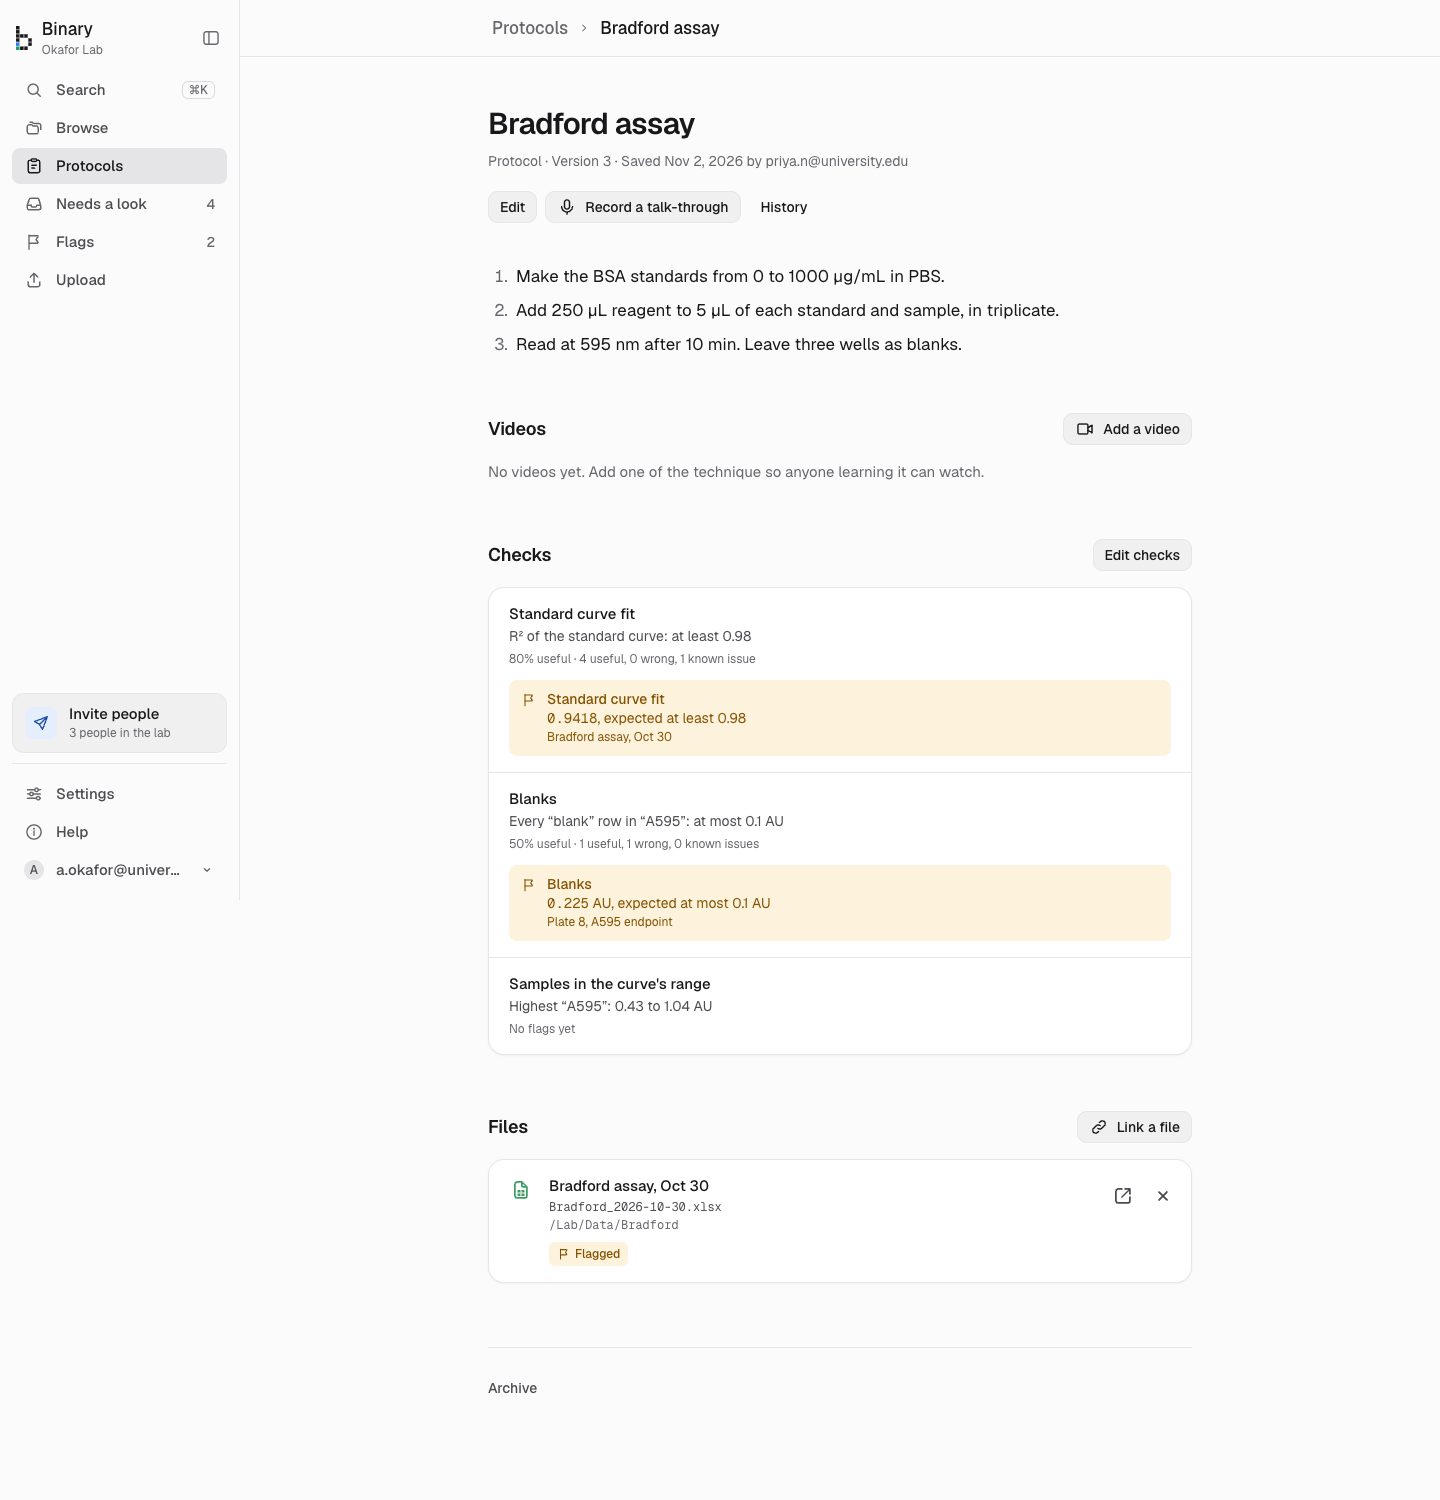 Binary
Okafor Lab
Search ⌘K
Browse
Protocols
Needs a look 4
Flags 2
Upload
Invite people
3 people in the lab
Settings
Help
A a.okafor@univer...
Protocols › Bradford assay
Bradford assay
Protocol · Version 3 · Saved Nov 2, 2026 by priya.n@university.edu
Edit Record a talk-through History
1. Make the BSA standards from 0 to 1000 µg/mL in PBS.
2. Add 250 µL reagent to 5 µL of each standard and sample, in triplicate.
3. Read at 595 nm after 10 min. Leave three wells as blanks.
Videos Add a video
No videos yet. Add one of the technique so anyone learning it can watch.
Checks Edit checks
Standard curve fit
R² of the standard curve: at least 0.98
80% useful · 4 useful, 0 wrong, 1 known issue
Standard curve fit
0.9418, expected at least 0.98
Bradford assay, Oct 30
Blanks
Every “blank” row in “A595”: at most 0.1 AU
50% useful · 1 useful, 1 wrong, 0 known issues
Blanks
0.225 AU, expected at most 0.1 AU
Plate 8, A595 endpoint
Samples in the curve's range
Highest “A595”: 0.43 to 1.04 AU
No flags yet
Files Link a file
Bradford assay, Oct 30
Bradford_2026-10-30.xlsx
/Lab/Data/Bradford
Flagged
Archive